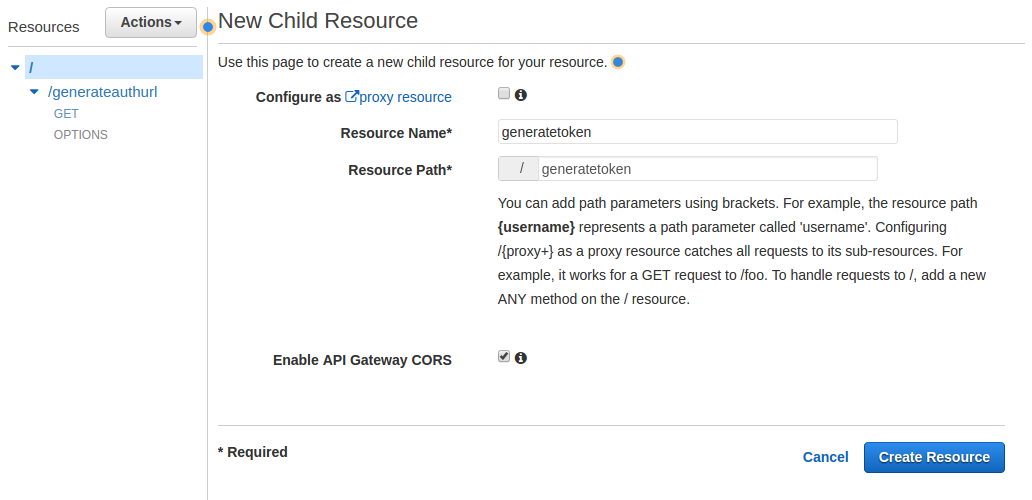 Resources
Actions
/
/generateauthurl
GET
OPTIONS
New Child Resource
Use this page to create a new child resource for your resource.
Configure as proxy resource
Resource Name* generatetoken
Resource Path* / generatetoken
You can add path parameters using brackets. For example, the resource path
{username} represents a path parameter called 'username'. Configuring
/{proxy+} as a proxy resource catches all requests to its sub-resources. For
example, it works for a GET request to /foo. To handle requests to /, add a new
ANY method on the / resource.
Enable API Gateway CORS
* Required
Cancel
Create Resource